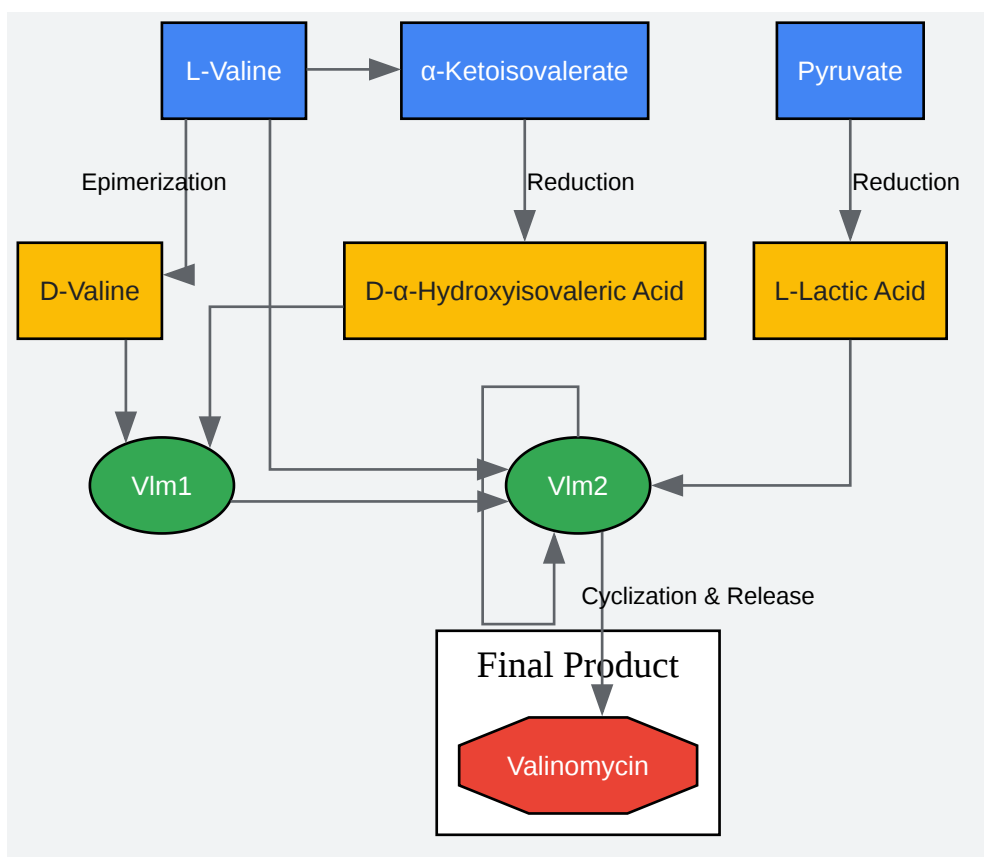 L-Valine
α-Ketoisovalerate
Pyruvate
Epimerization
Reduction
Reduction
D-Valine
D-α-Hydroxyisovaleric Acid
L-Lactic Acid
Vlm1
Vlm2
Cyclization & Release
Final Product
Valinomycin